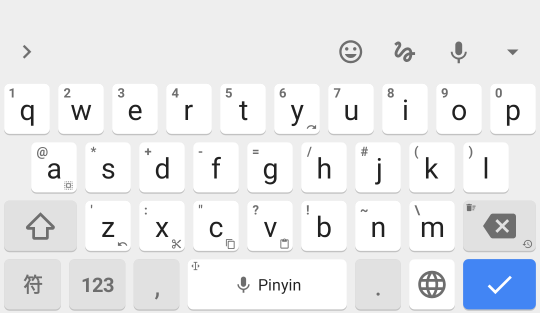 1 2 3 4 5 6 7 8 9 0
q w e r t y u i o p
@ * + - = / # ( )
a s d f g h j k l
' : " ? ! ~ \
z x c v b n m
符 123 , Pinyin .